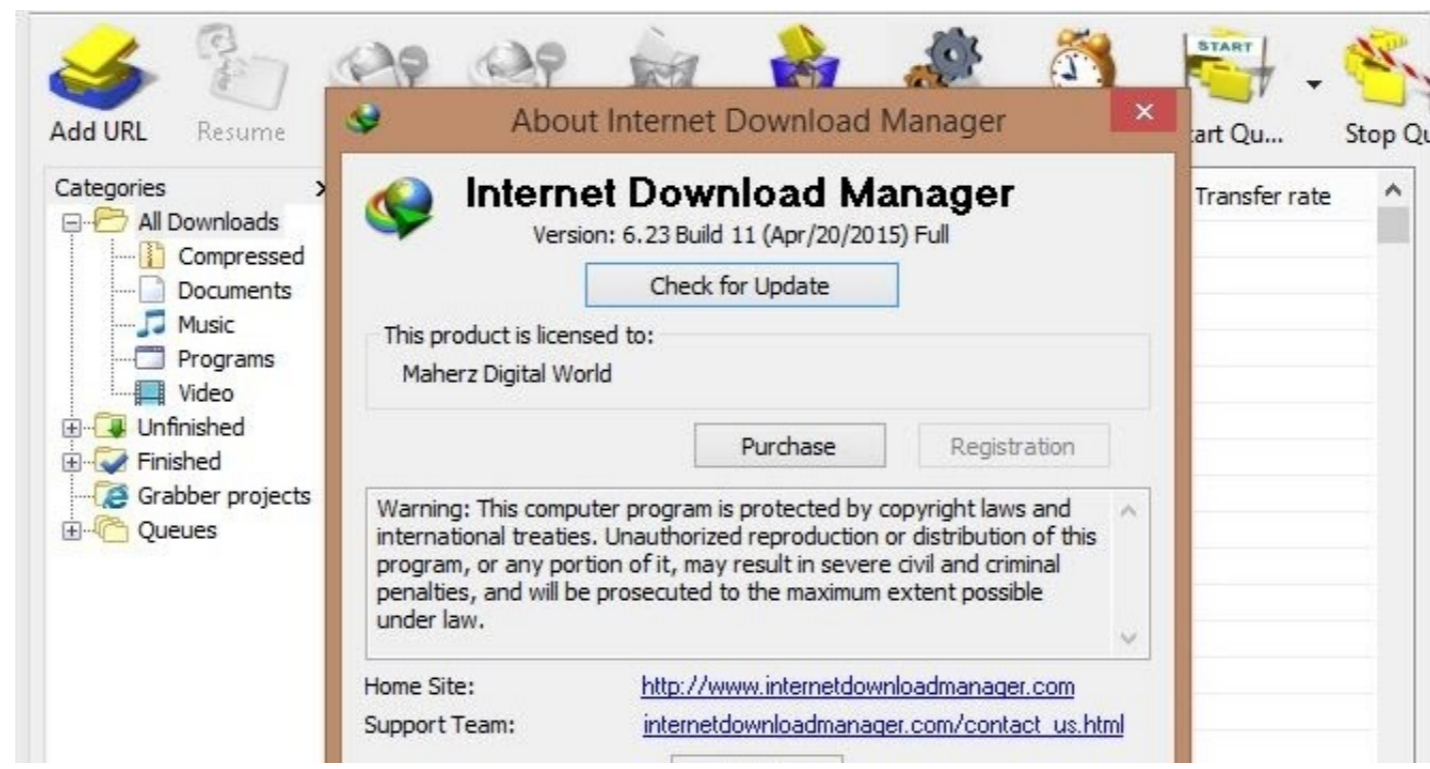 START
Add URL
Resume
art Qu...
Stop Qu
About Internet Download Manager
Categories
All Downloads
Compressed
Documents
Music
Programs
Video
Unfinished
Finished
Grabber projects
Queues
Internet Download Manager
Version: 6.23 Build 11 (Apr/20/2015) Full
Check for Update
This product is licensed to:
Maherz Digital World
Purchase
Registration
Warning: This computer program is protected by copyright laws and
international treaties. Unauthorized reproduction or distribution of this
program, or any portion of it, may result in severe civil and criminal
penalties, and will be prosecuted to the maximum extent possible
under law.
Home Site: http://www.internetdownloadmanager.com
Support Team: internetdownloadmanager.com/contact_us.html
Transfer rate